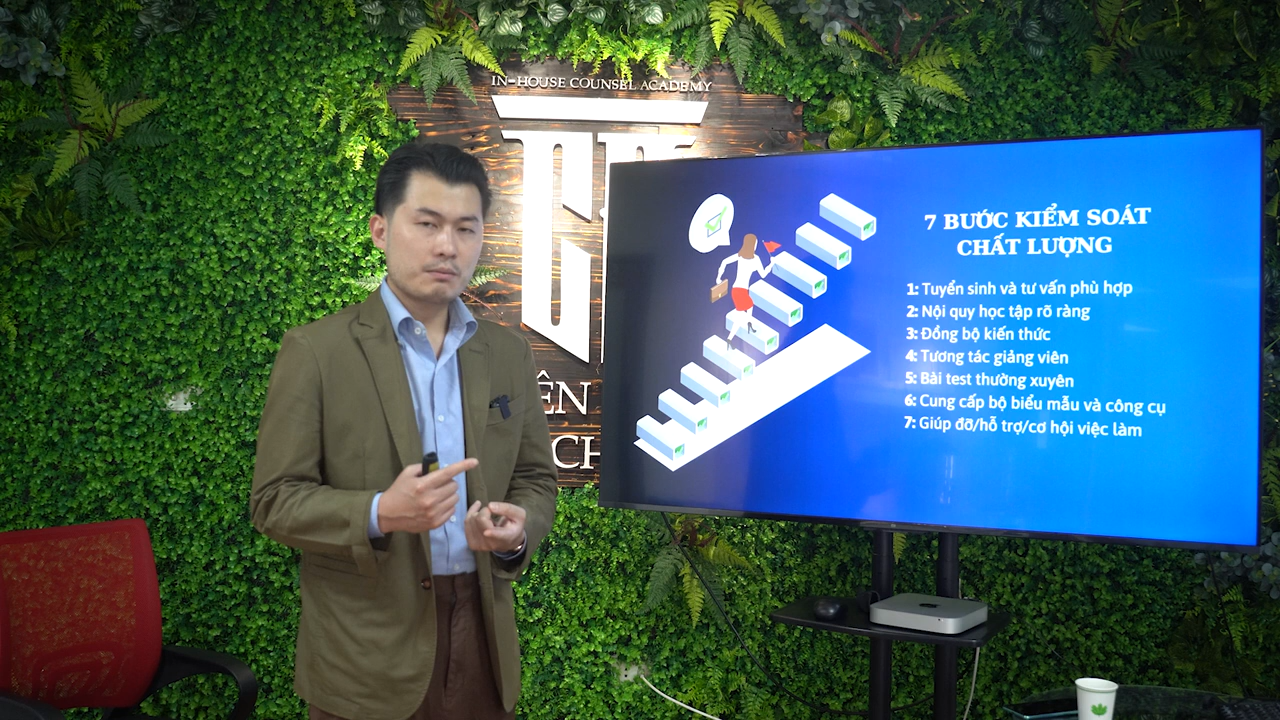 IN-HOUSE COUNSEL ACADEMY
7 BƯỚC KIỂM SOÁT
CHẤT LƯỢNG
1: Tuyển sinh và tư vấn phù hợp
2: Nội quy học tập rõ ràng
3: Đồng bộ kiến thức
4: Tương tác giảng viên
5: Bài test thường xuyên
6: Cung cấp bộ biểu mẫu và công cụ
7: Giúp đỡ/hỗ trợ/cơ hội việc làm